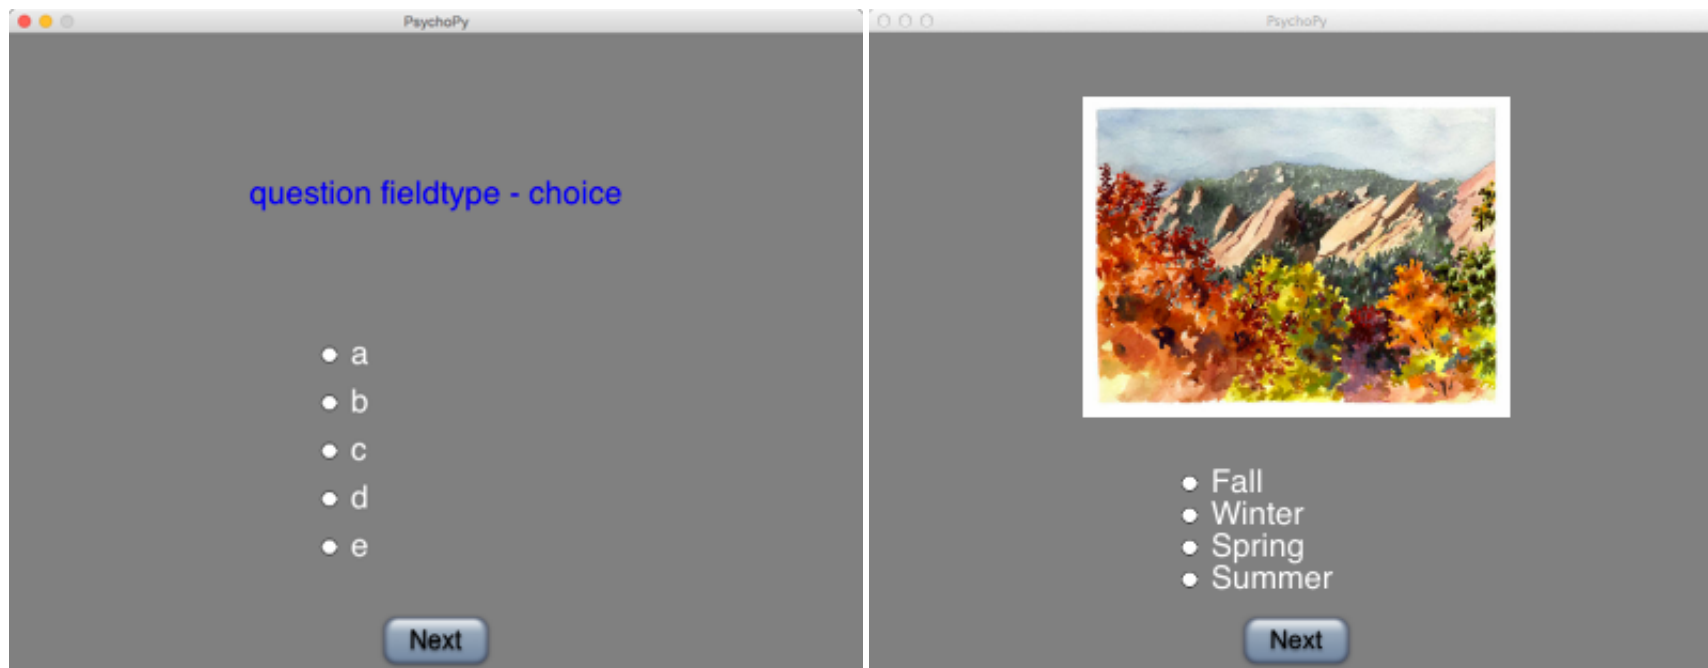 PsychoPy
question fieldtype - choice
a
b
c
d
e
Next
PsychoPy
Fall
Winter
Spring
Summer
Next